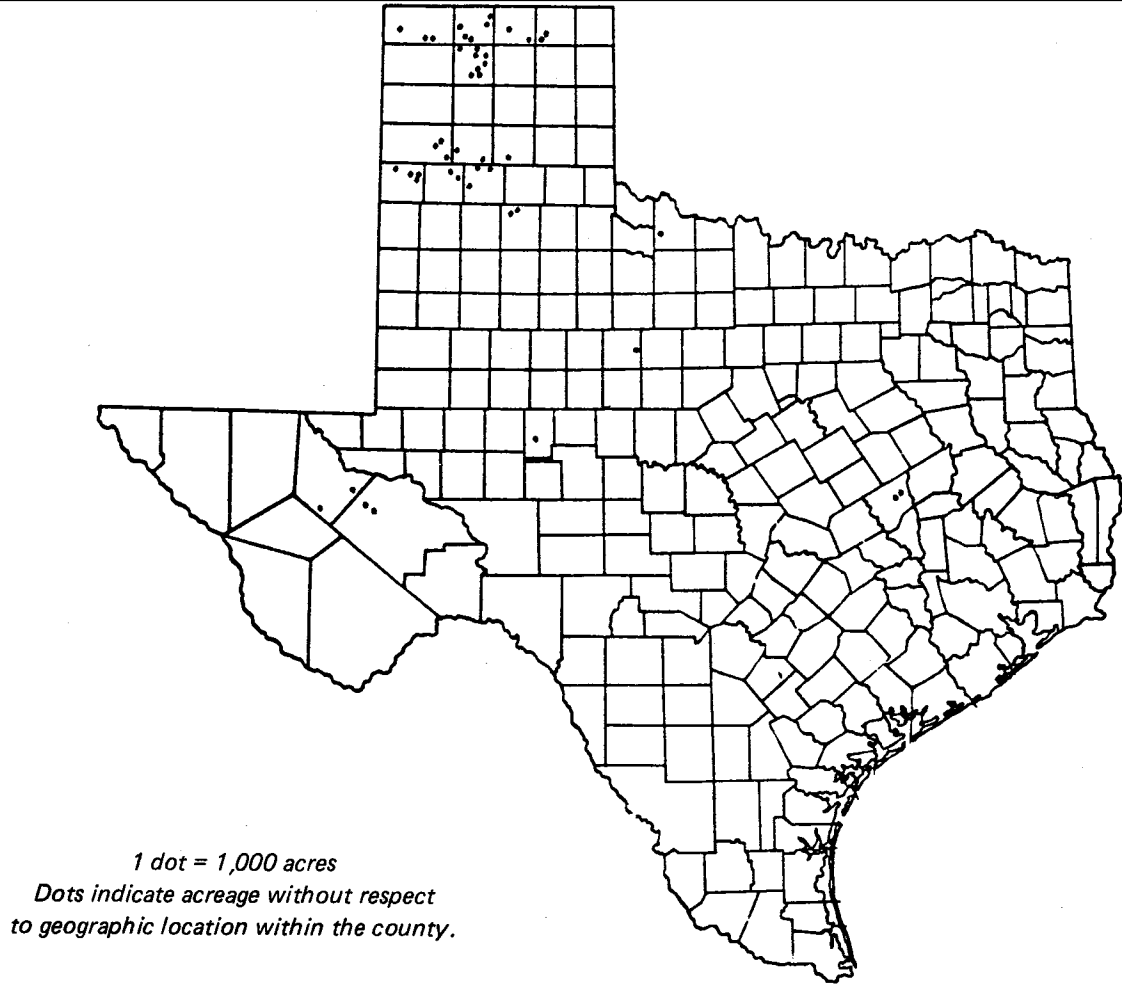 1 dot = 1,000 acres
Dots indicate acreage without respect
to geographic location within the county.